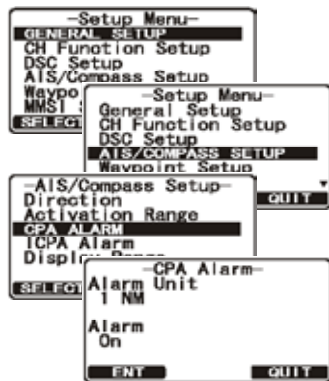 -Setup Menu-
GENERAL SETUP
CH Function Setup
DSC Setup
AIS/Compass Setup
Waypo
MMSI
SELECT
-Setup Menu-
General Setup
CH Function Setup
DSC Setup
AIS/COMPASS SETUP
Waypoint Setup
QUIT
-AIS/Compass Setup-
Direction
Activation Range
CPA ALARM
TCPA Alarm
Display Range
SELECT
-CPA Alarm-
Alarm Unit
1 NM
Alarm
On
ENT
QUIT